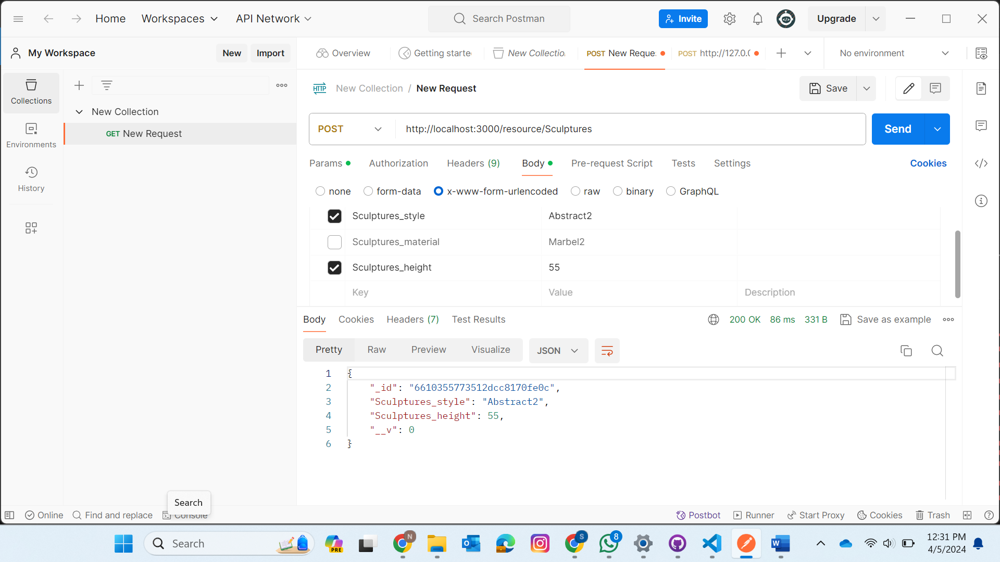 Home Workspaces API Network Search Postman Invite Upgrade
My Workspace New Import Overview Getting starte New Collectio POST New Reque. POST http://127.0.( No environment
Collections
HTTP New Collection / New Request Save
New Collection
GET New Request
Environments
History
POST http://localhost:3000/resource/Sculptures Send
Params Authorization Headers (9) Body Pre-request Script Tests Settings Cookies
none form-data x-www-form-urlencoded raw binary GraphQL
Sculptures_style Abstract2
Sculptures_material Marbel2
Sculptures_height 55
Key Value Description
Body Cookies Headers (7) Test Results 200 OK 86 ms 331 B Save as example
Pretty Raw Preview Visualize JSON
1 {
2 "_id": "6610355773512dcc8170fe0c",
3 "Sculptures_style": "Abstract2",
4 "Sculptures_height": 55,
5 "__v": 0
6 }
Search
Online Find and replace Console Postbot Runner Start Proxy Cookies Trash
Search PRE N S 8 12:31 PM
4/5/2024